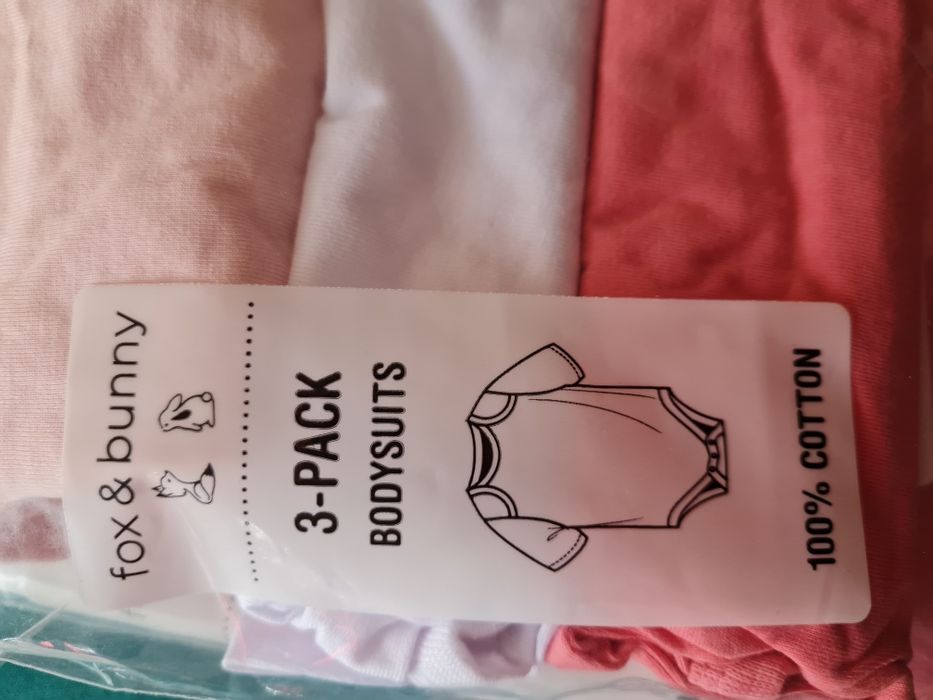 fox & bunny
3-PACK
BODYSUITS
100% COTTON